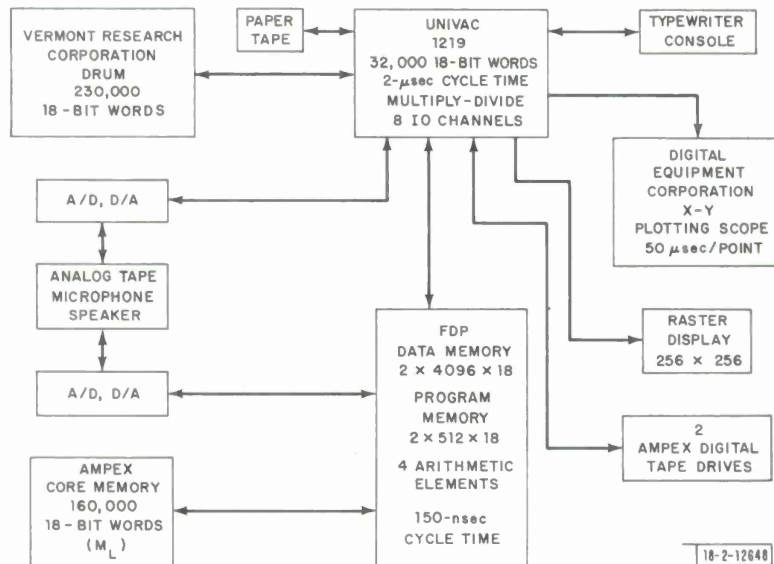 VERMONT RESEARCH
CORPORATION
DRUM
230,000
18-BIT WORDS
PAPER
TAPE
UNIVAC
1219
32,000 18-BIT WORDS
2-μsec CYCLE TIME
MULTIPLY-DIVIDE
8 IO CHANNELS
TYPEWRITER
CONSOLE
DIGITAL
EQUIPMENT
CORPORATION
X-Y
PLOTTING SCOPE
50 μsec/POINT
A/D, D/A
ANALOG TAPE
MICROPHONE
SPEAKER
A/D, D/A
FDP
DATA MEMORY
2 × 4096 × 18
PROGRAM
MEMORY
2 × 512 × 18
4 ARITHMETIC
ELEMENTS
150-nsec
CYCLE TIME
RASTER
DISPLAY
256 × 256
2
AMPEX DIGITAL
TAPE DRIVES
AMPEX
CORE MEMORY
160,000
18-BIT WORDS
(M_L)
18-2-12648